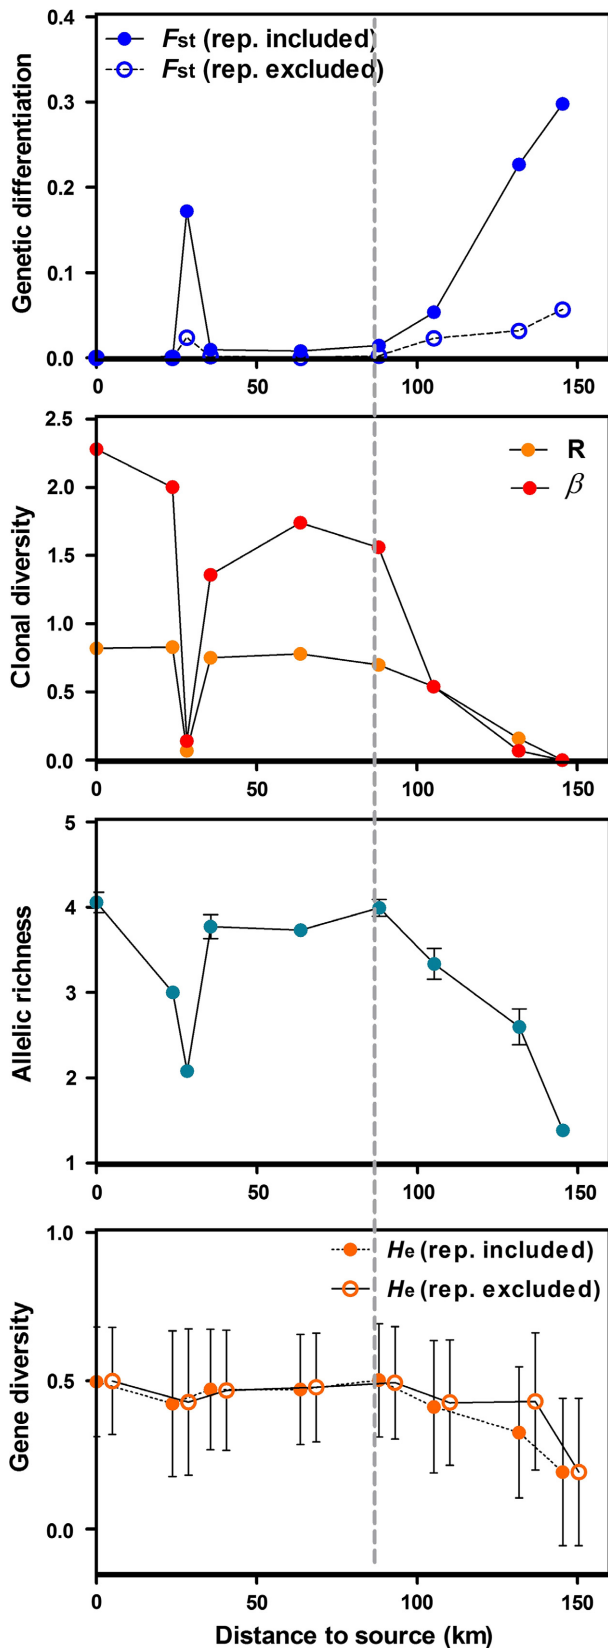 0.4
Fst (rep. included)
Fst (rep. excluded)
0.3
0.2
0.1
0.0
Genetic differentiation
0 50 100 150
2.5
R
β
2.0
1.5
1.0
0.5
0.0
Clonal diversity
0 50 100 150
5
4
3
2
1
Allelic richness
0 50 100 150
1.0
He (rep. included)
He (rep. excluded)
0.5
0.0
Gene diversity
0 50 100 150
Distance to source (km)